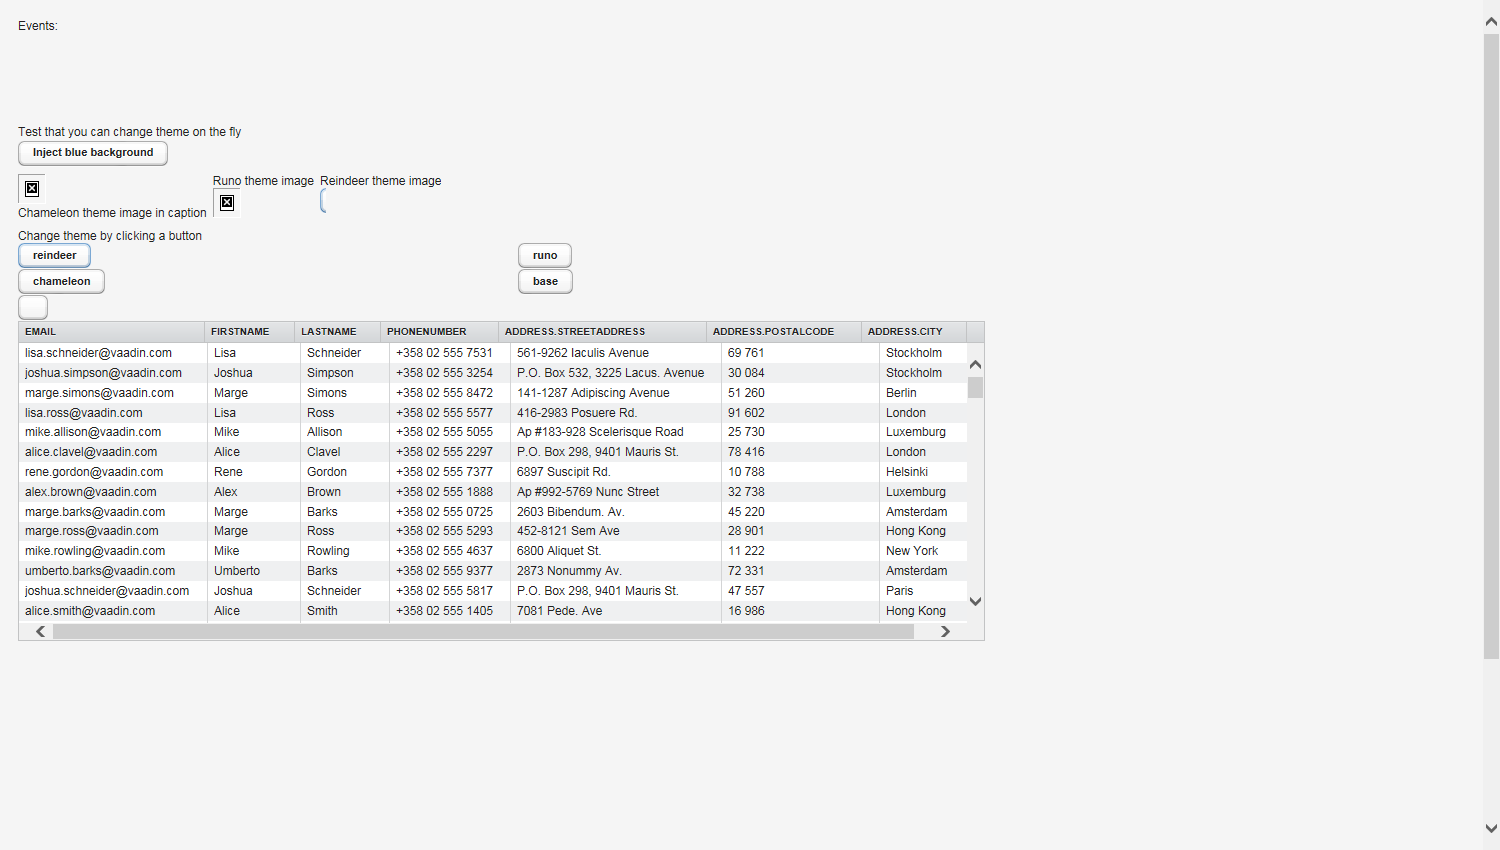 Events:
Test that you can change theme on the fly
Inject blue background
Runo theme image Reindeer theme image
Chameleon theme image in caption
Change theme by clicking a button
reindeer runo
chameleon base
EMAIL FIRSTNAME LASTNAME PHONENUMBER ADDRESS.STREETADDRESS ADDRESS.POSTALCODE ADDRESS.CITY
lisa.schneider@vaadin.com Lisa Schneider +358 02 555 7531 561-9262 Iaculis Avenue 69 761 Stockholm
joshua.simpson@vaadin.com Joshua Simpson +358 02 555 3254 P.O. Box 532, 3225 Lacus. Avenue 30 084 Stockholm
marge.simons@vaadin.com Marge Simons +358 02 555 8472 141-1287 Adipiscing Avenue 51 260 Berlin
lisa.ross@vaadin.com Lisa Ross +358 02 555 5577 416-2983 Posuere Rd. 91 602 London
mike.allison@vaadin.com Mike Allison +358 02 555 5055 Ap #183-928 Scelerisque Road 25 730 Luxemburg
alice.clavel@vaadin.com Alice Clavel +358 02 555 2297 P.O. Box 298, 9401 Mauris St. 78 416 London
rene.gordon@vaadin.com Rene Gordon +358 02 555 7377 6897 Suscipit Rd. 10 788 Helsinki
alex.brown@vaadin.com Alex Brown +358 02 555 1888 Ap #992-5769 Nunc Street 32 738 Luxemburg
marge.barks@vaadin.com Marge Barks +358 02 555 0725 2603 Bibendum. Av. 45 220 Amsterdam
marge.ross@vaadin.com Marge Ross +358 02 555 5293 452-8121 Sem Ave 28 901 Hong Kong
mike.rowling@vaadin.com Mike Rowling +358 02 555 4637 6800 Aliquet St. 11 222 New York
umberto.barks@vaadin.com Umberto Barks +358 02 555 9377 2873 Nonummy Av. 72 331 Amsterdam
joshua.schneider@vaadin.com Joshua Schneider +358 02 555 5817 P.O. Box 298, 9401 Mauris St. 47 557 Paris
alice.smith@vaadin.com Alice Smith +358 02 555 1405 7081 Pede. Ave 16 986 Hong Kong